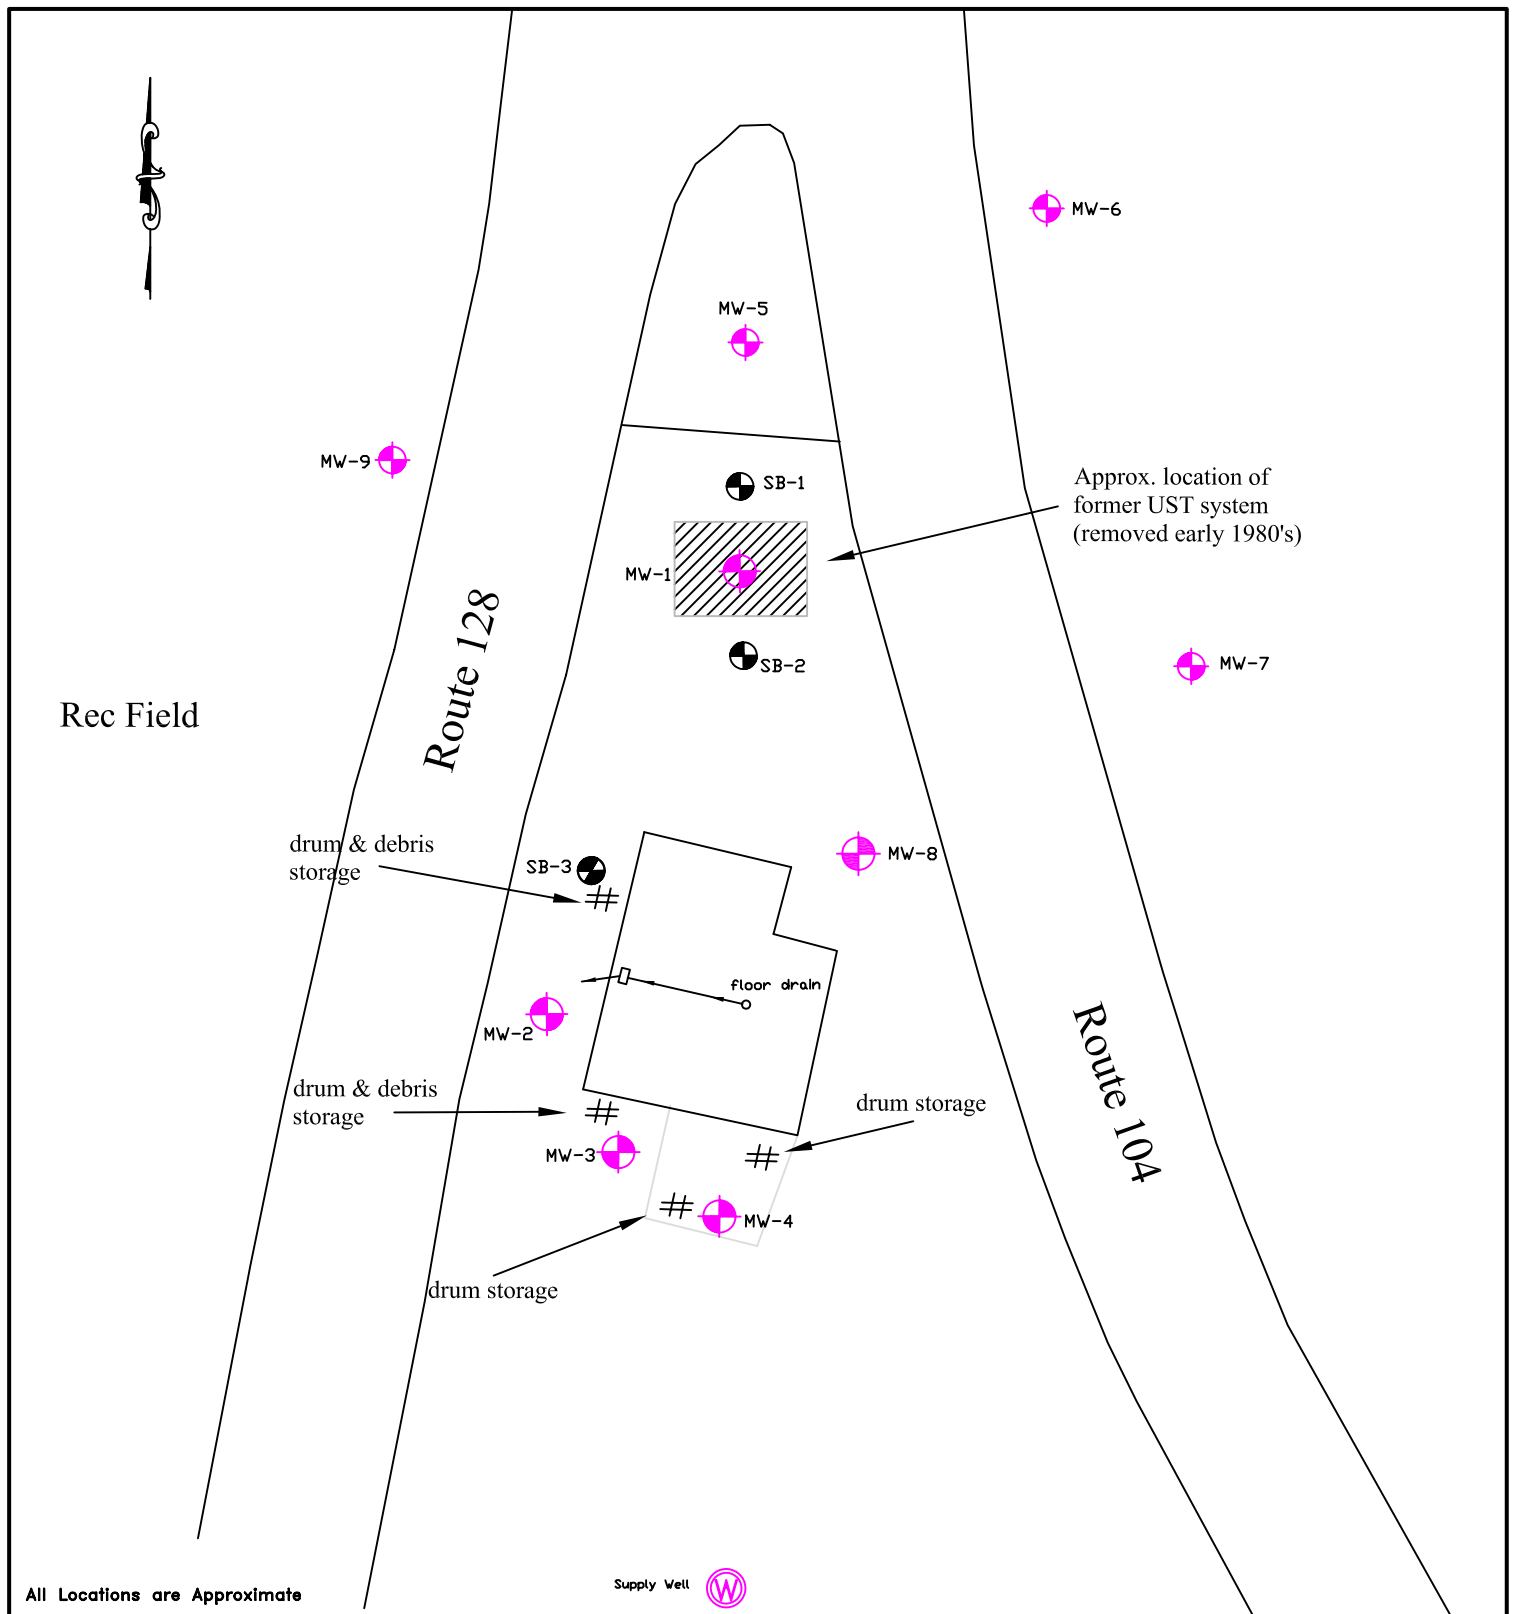 MW-6
MW-5
MW-9
SB-1
Approx. location of
former UST system
(removed early 1980's)
MW-1
SB-2
MW-7
Route 128
Rec Field
drum & debris
storage
SB-3
MW-8
floor drain
MW-2
Route 104
drum & debris
storage
drum storage
MW-3
MW-4
drum storage
Supply Well
W
All Locations are Approximate